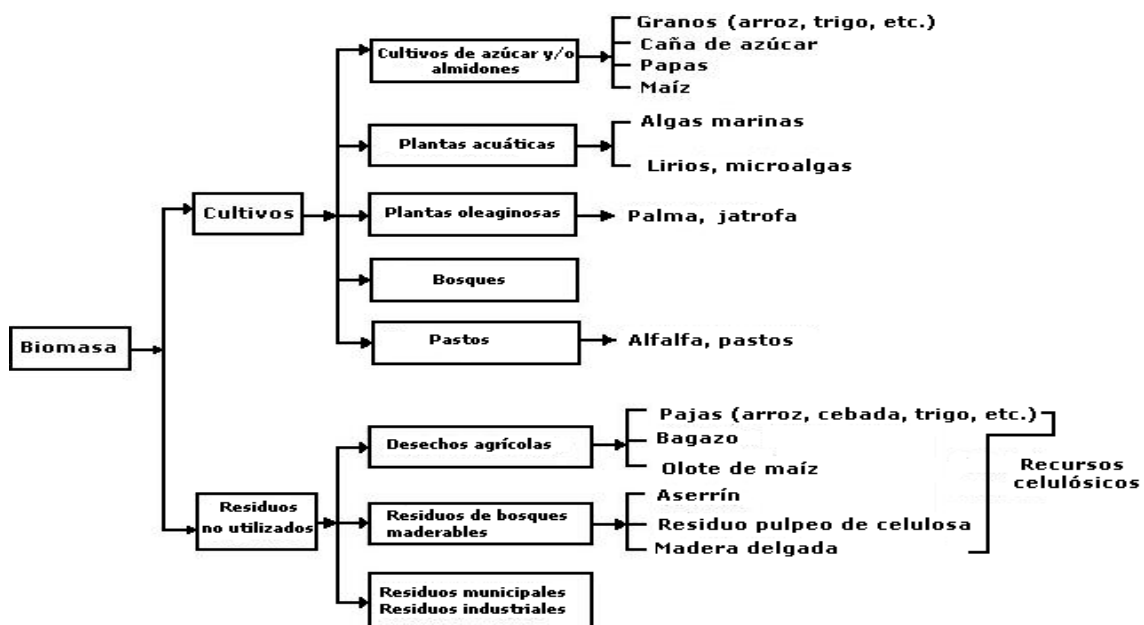 Biomasa
Cultivos
Cultivos de azúcar y/o
almidones
Granos (arroz, trigo, etc.)
Caña de azúcar
Papas
Maíz
Plantas acuáticas
Algas marinas
Lirios, microalgas
Plantas oleaginosas
Palma, jatrofa
Bosques
Pastos
Alfalfa, pastos
Residuos
no utilizados
Desechos agrícolas
Pajas (arroz, cebada, trigo, etc.)
Bagazo
Olote de maíz
Residuos de bosques
maderables
Aserrín
Residuo pulpeo de celulosa
Madera delgada
Recursos
celulósicos
Residuos municipales
Residuos industriales